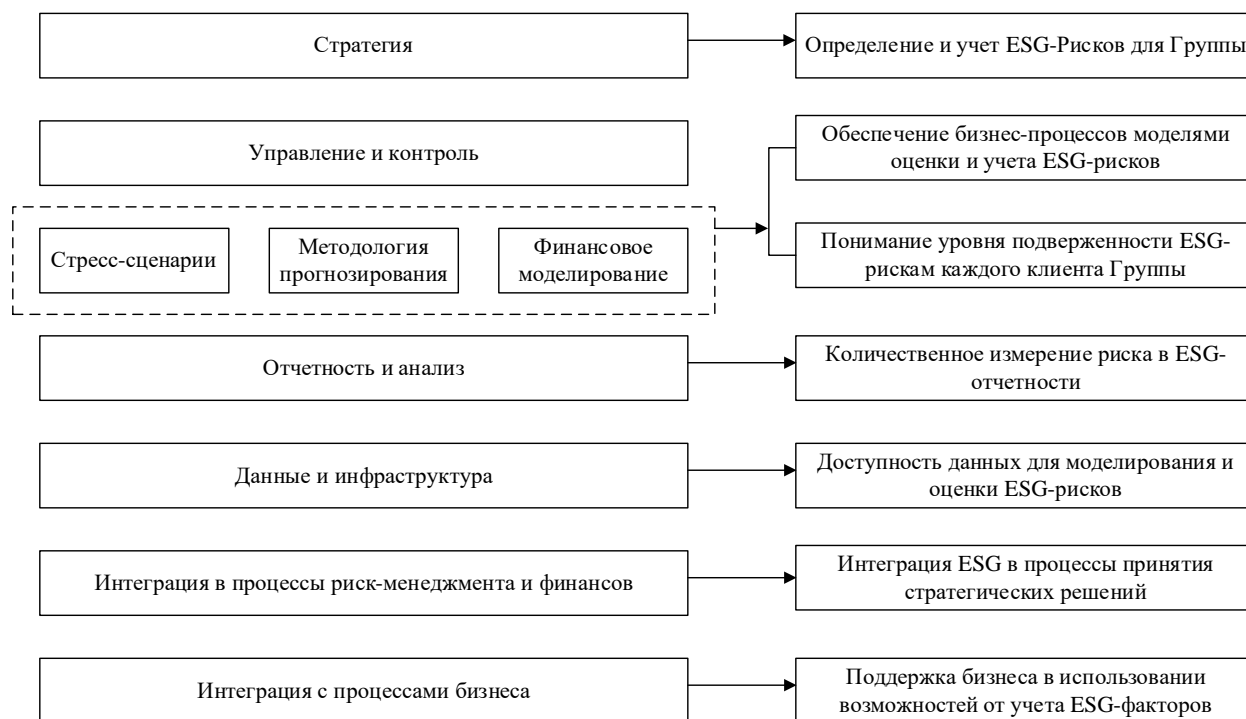 Стратегия
Определение и учет ESG-Рисков для Группы
Управление и контроль
Обеспечение бизнес-процессов моделями
оценки и учета ESG-рисков
Стресс-сценарии
Методология
прогнозирования
Финансовое
моделирование
Понимание уровня подверженности ESG-
рискам каждого клиента Группы
Отчетность и анализ
Количественное измерение риска в ESG-
отчетности
Данные и инфраструктура
Доступность данных для моделирования и
оценки ESG-рисков
Интеграция в процессы риск-менеджмента и финансов
Интеграция ESG в процессы принятия
стратегических решений
Интеграция с процессами бизнеса
Поддержка бизнеса в использовании
возможностей от учета ESG-факторов